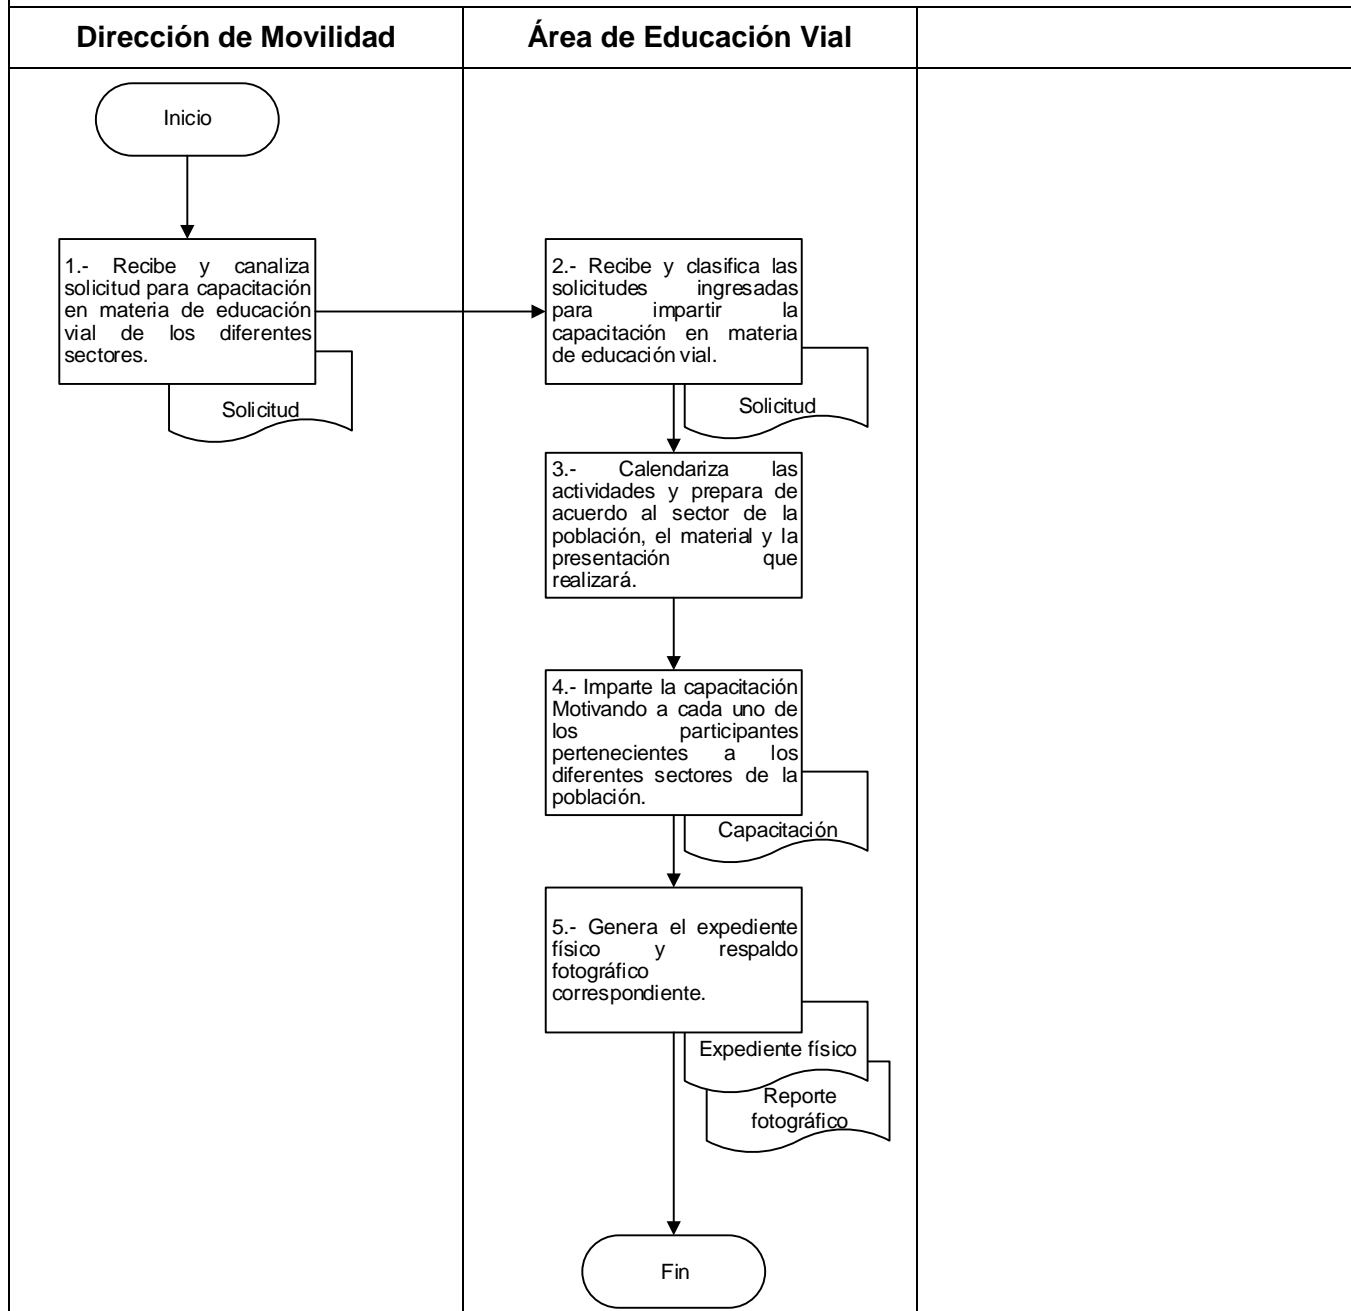 Dirección de Movilidad
Área de Educación Vial
Inicio
1.- Recibe y canaliza
solicitud para capacitación
en materia de educación
vial de los diferentes
sectores.
Solicitud
2.- Recibe y clasifica las
solicitudes ingresadas
para impartir la
capacitación en materia
de educación vial.
Solicitud
3.- Calendariza las
actividades y prepara de
acuerdo al sector de la
población, el material y la
presentación que
realizará.
4.- Imparte la capacitación
Motivando a cada uno de
los participantes
pertenecientes a los
diferentes sectores de la
población.
Capacitación
5.- Genera el expediente
físico y respaldo
fotográfico
correspondiente.
Expediente físico
Reporte
fotográfico
Fin